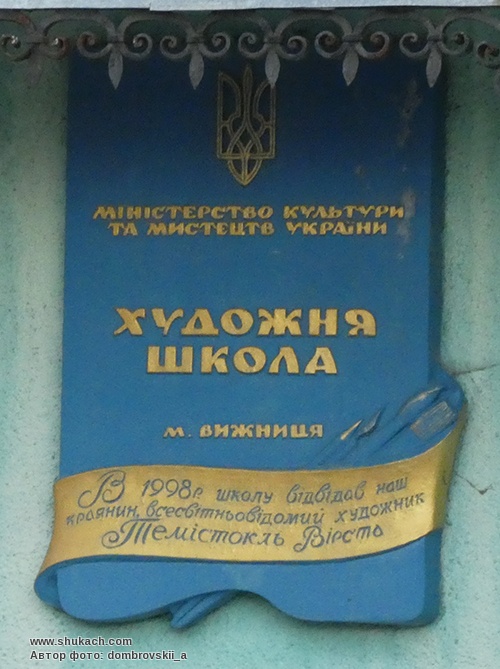 МІНІСТЕРСТВО КУЛЬТУРИ
ТА МИСТЕЦТВ УКРАЇНИ
ХУДОЖНЯ
ШКОЛА
м. ВИЖНИЦЯ
В 1998р. школу відвідав наш
краянин, всесвітньовідомий художник
Темістокль Вірста
www.shukach.com
Автор фото: dombrovskii_a